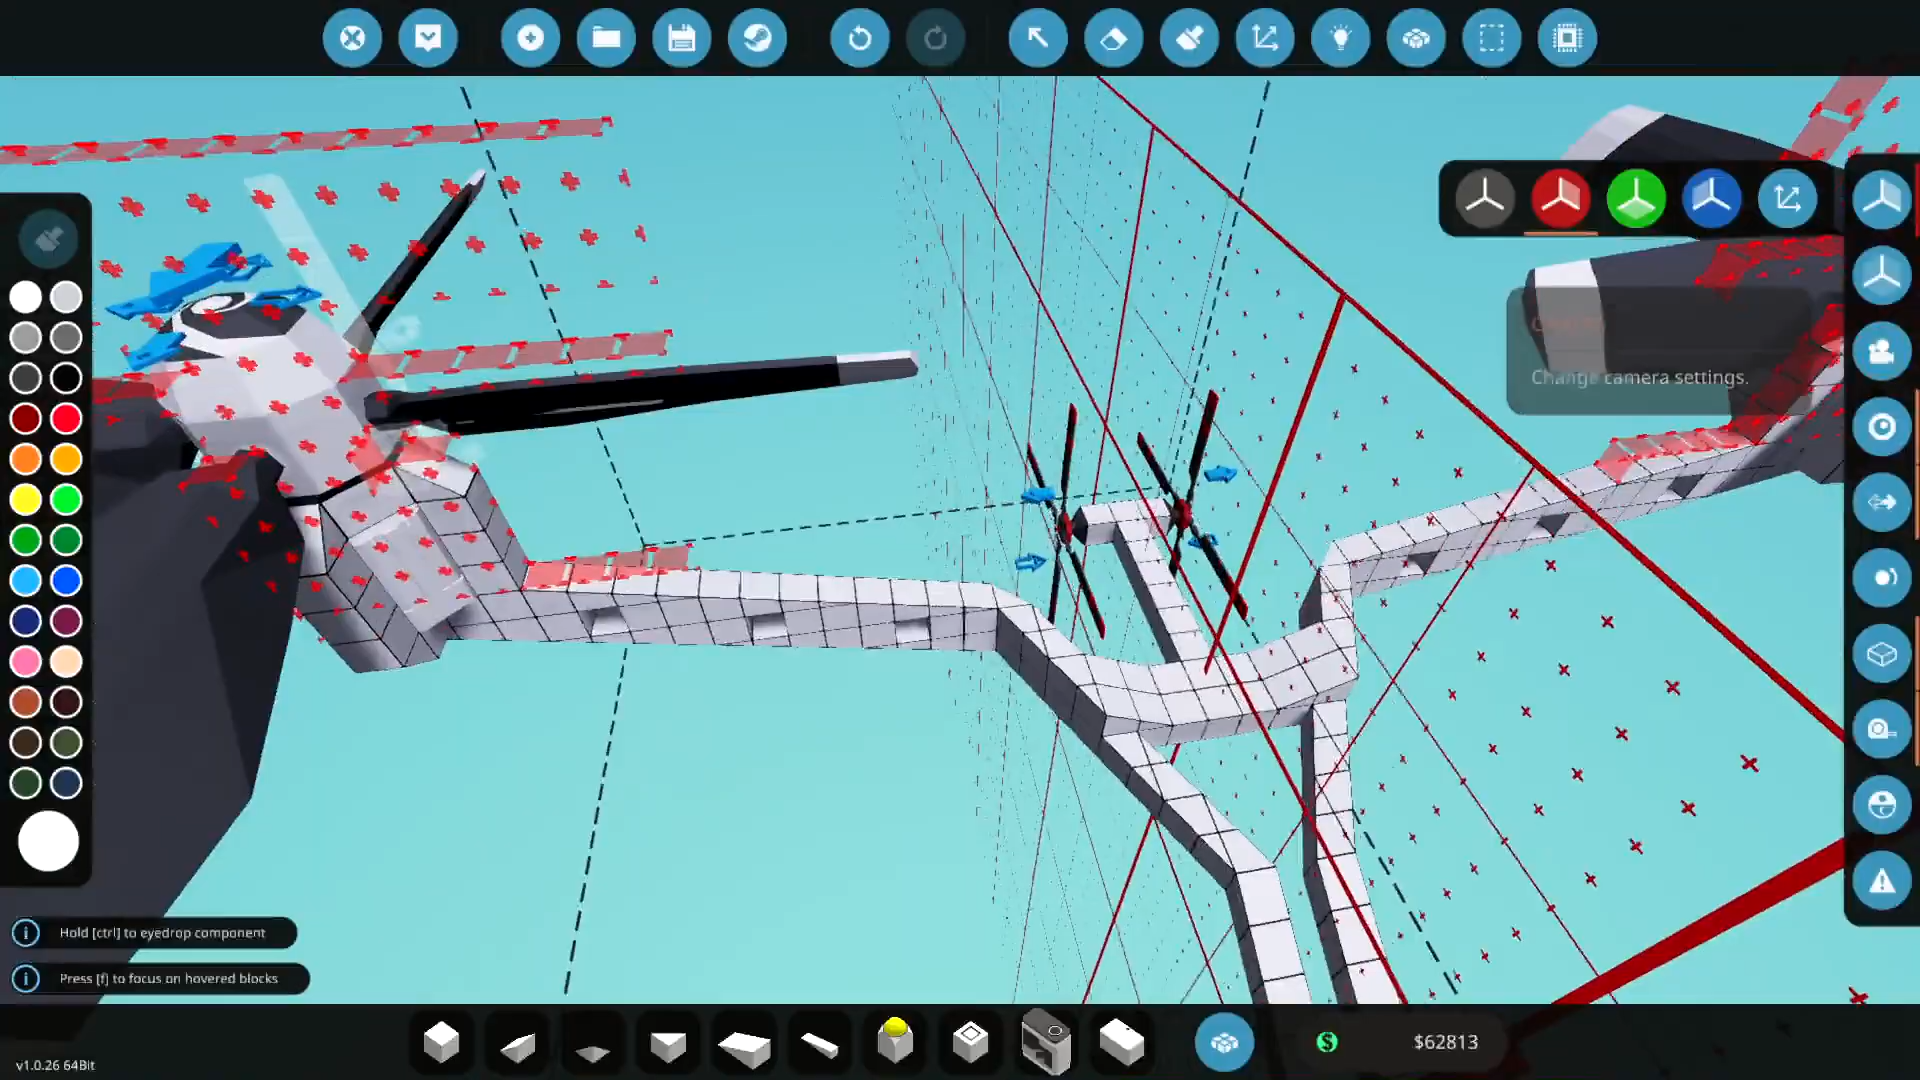 Change camera settings.
Hold [ctrl] to eyedrop component
Press [f] to focus on hovered blocks
$62813
v1.0.26 64Bit